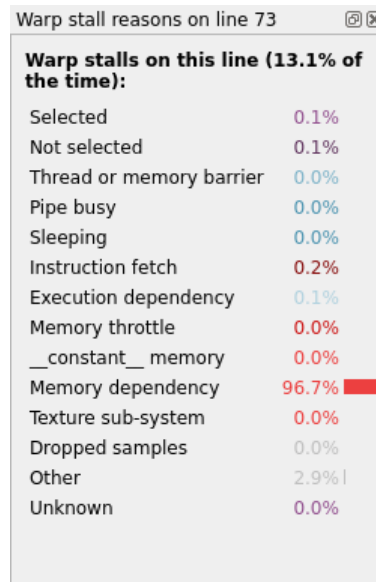 Warp stall reasons on line 73
Warp stalls on this line (13.1% of
the time):
Selected 0.1%
Not selected 0.1%
Thread or memory barrier 0.0%
Pipe busy 0.0%
Sleeping 0.0%
Instruction fetch 0.2%
Execution dependency 0.1%
Memory throttle 0.0%
__constant__ memory 0.0%
Memory dependency 96.7%
Texture sub-system 0.0%
Dropped samples 0.0%
Other 2.9%
Unknown 0.0%